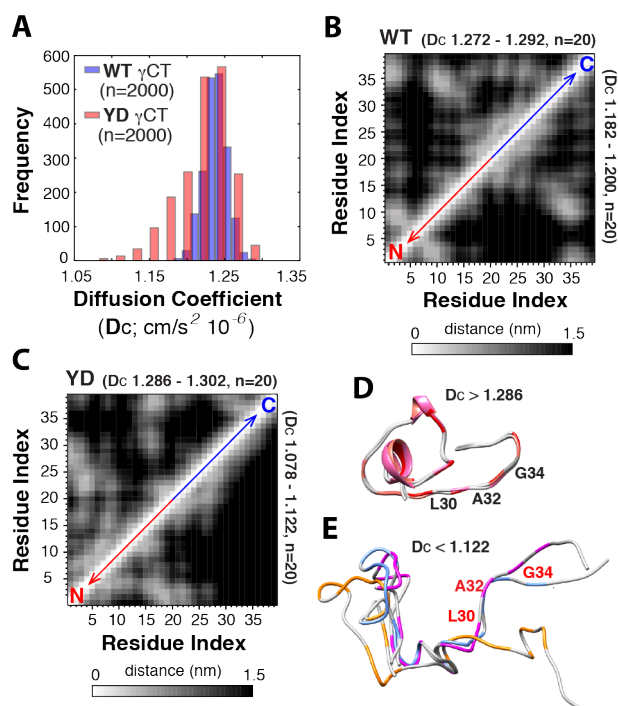 A
600
500
400
300
200
100
0
Frequency
WT γCT
(n=2000)
YD γCT
(n=2000)
1.05
1.15
1.25
1.35
Diffusion Coefficient
(Dc; cm/s² 10⁻⁶)
B
WT (Dc 1.272 - 1.292, n=20)
(Dc 1.182 - 1.200, n=20)
C
N
35
30
25
20
15
10
5
Residue Index
5 10 15 20 25 30 35
Residue Index
distance (nm)
0
1.5
C
YD (Dc 1.286 - 1.302, n=20)
(Dc 1.078 - 1.122, n=20)
C
N
35
30
25
20
15
10
5
Residue Index
5 10 15 20 25 30 35
Residue Index
distance (nm)
0
1.5
D
Dc > 1.286
G34
A32
L30
E
Dc < 1.122
G34
A32
L30